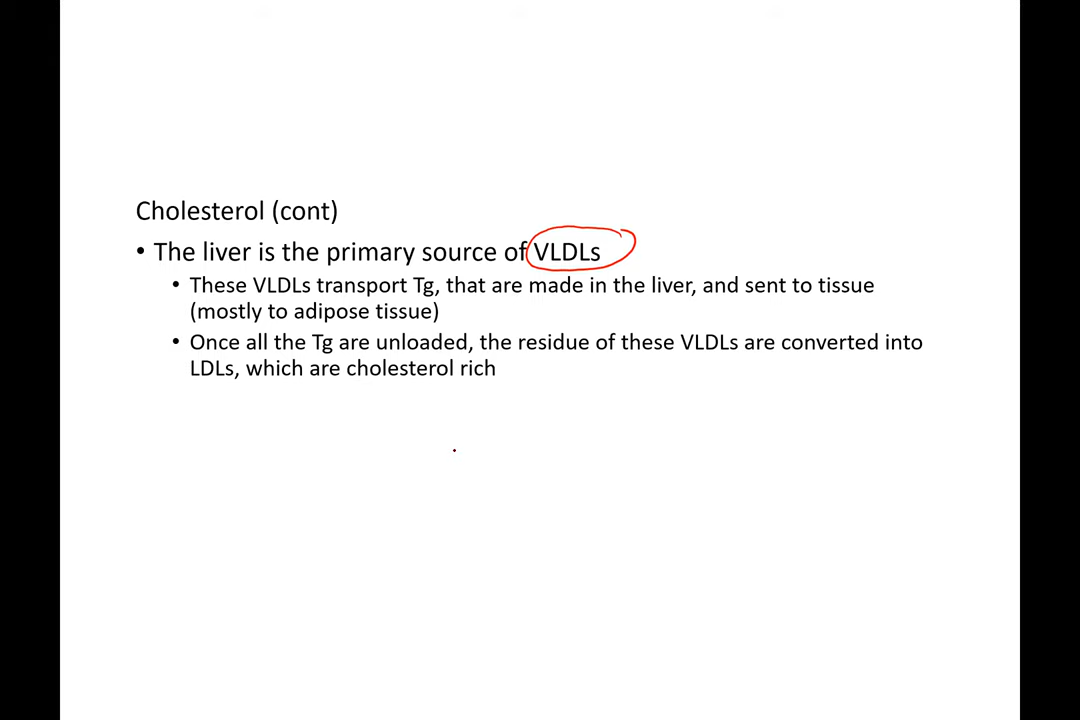 Cholesterol (cont)
• The liver is the primary source of VLDLs
• These VLDLs transport Tg, that are made in the liver, and sent to tissue
(mostly to adipose tissue)
• Once all the Tg are unloaded, the residue of these VLDLs are converted into
LDLs, which are cholesterol rich